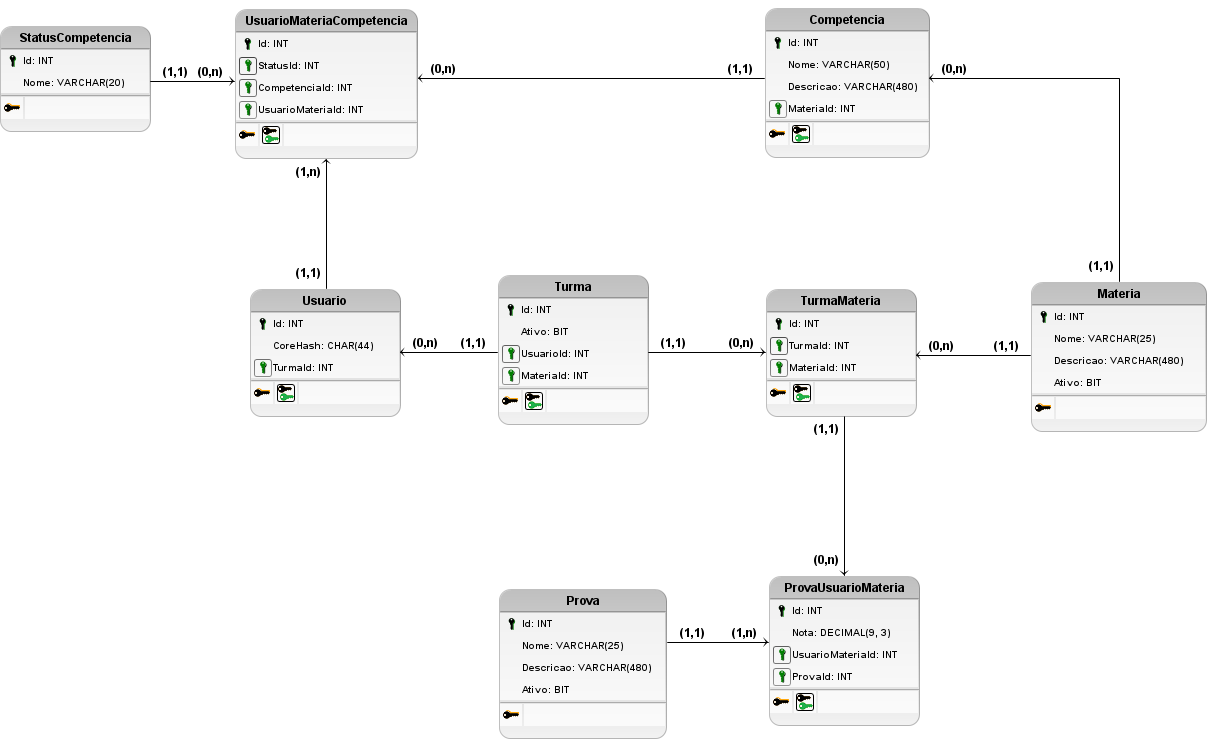 StatusCompetencia
Id: INT
Nome: VARCHAR(20)
(1,1)
(0,n)
UsuarioMateriaCompetencia
Id: INT
StatusId: INT
CompetenciaId: INT
UsuarioMateriaId: INT
(0,n)
(1,1)
Competencia
Id: INT
Nome: VARCHAR(50)
Descricao: VARCHAR(480)
MateriaId: INT
(0,n)
(1,n)
(1,1)
(1,1)
Usuario
Id: INT
CoreHash: CHAR(44)
TurmaId: INT
(0,n)
(1,1)
Turma
Id: INT
Ativo: BIT
UsuarioId: INT
MateriaId: INT
(1,1)
(0,n)
TurmaMateria
Id: INT
TurmaId: INT
MateriaId: INT
(0,n)
(1,1)
Materia
Id: INT
Nome: VARCHAR(25)
Descricao: VARCHAR(480)
Ativo: BIT
(1,1)
(0,n)
Prova
Id: INT
Nome: VARCHAR(25)
Descricao: VARCHAR(480)
Ativo: BIT
(1,1)
(1,n)
ProvaUsuarioMateria
Id: INT
Nota: DECIMAL(9, 3)
UsuarioMateriaId: INT
ProvaId: INT